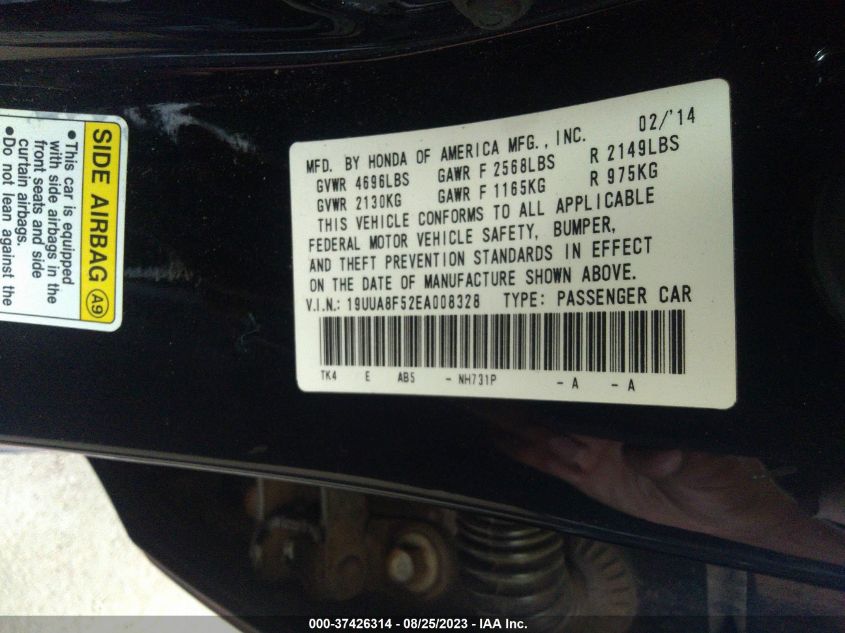 SIDE AIRBAG A9
•This car is equipped
with side airbags in the
front seats and side
curtain airbags.
•Do not lean against the
MFD. BY HONDA OF AMERICA MFG., INC. 02/'14
GVWR 4696LBS GAWR F 2568LBS R 2149LBS
GVWR 2130KG GAWR F 1165KG R 975KG
THIS VEHICLE CONFORMS TO ALL APPLICABLE
FEDERAL MOTOR VEHICLE SAFETY, BUMPER,
AND THEFT PREVENTION STANDARDS IN EFFECT
ON THE DATE OF MANUFACTURE SHOWN ABOVE.
V.I.N.: 19UUA8F52EA008328 TYPE: PASSENGER CAR
TK4 E AB5 - NH731P - A - A
000-37426314 - 08/25/2023 - IAA Inc.